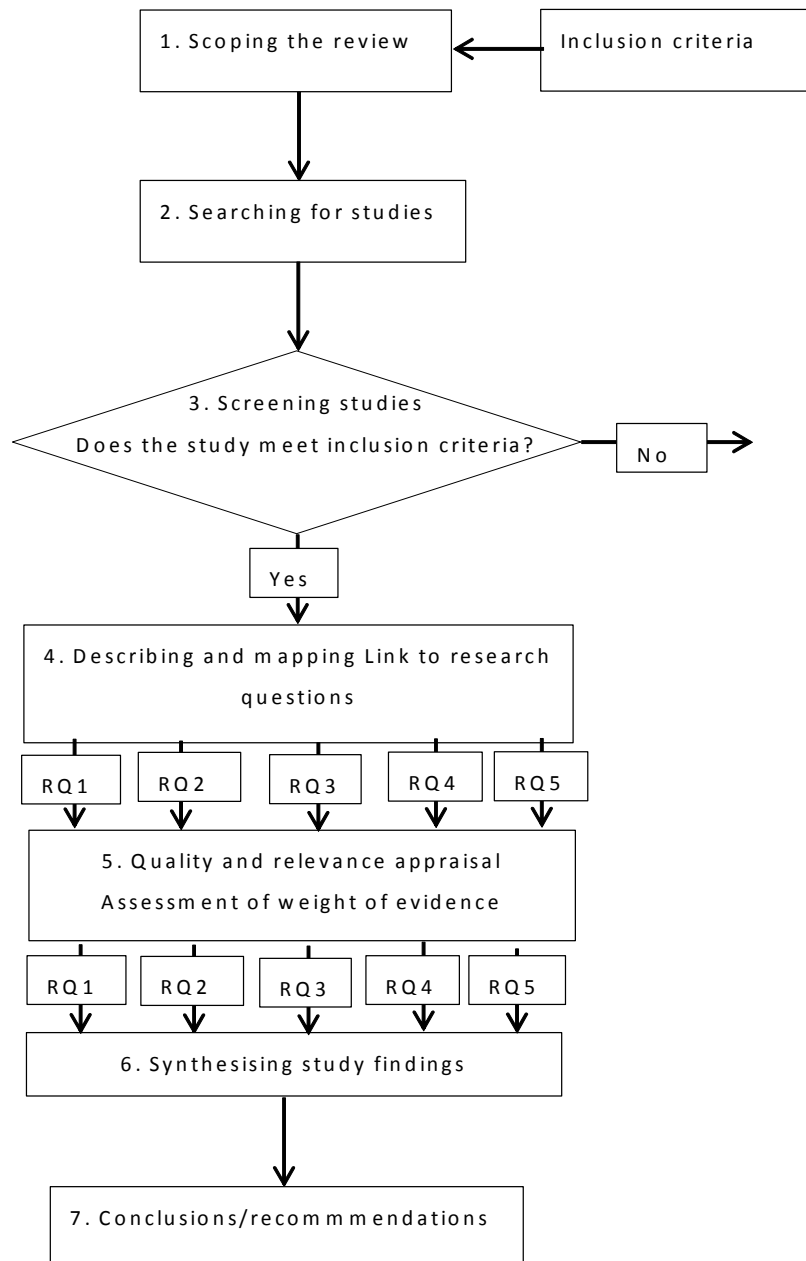 1. Scoping the review
Inclusion criteria
2. Searching for studies
3. Screening studies
Does the study meet inclusion criteria?
No
Yes
4. Describing and mapping Link to research
questions
RQ1
RQ2
RQ3
RQ4
RQ5
5. Quality and relevance appraisal
Assessment of weight of evidence
RQ1
RQ2
RQ3
RQ4
RQ5
6. Synthesising study findings
7. Conclusions/recommmendations